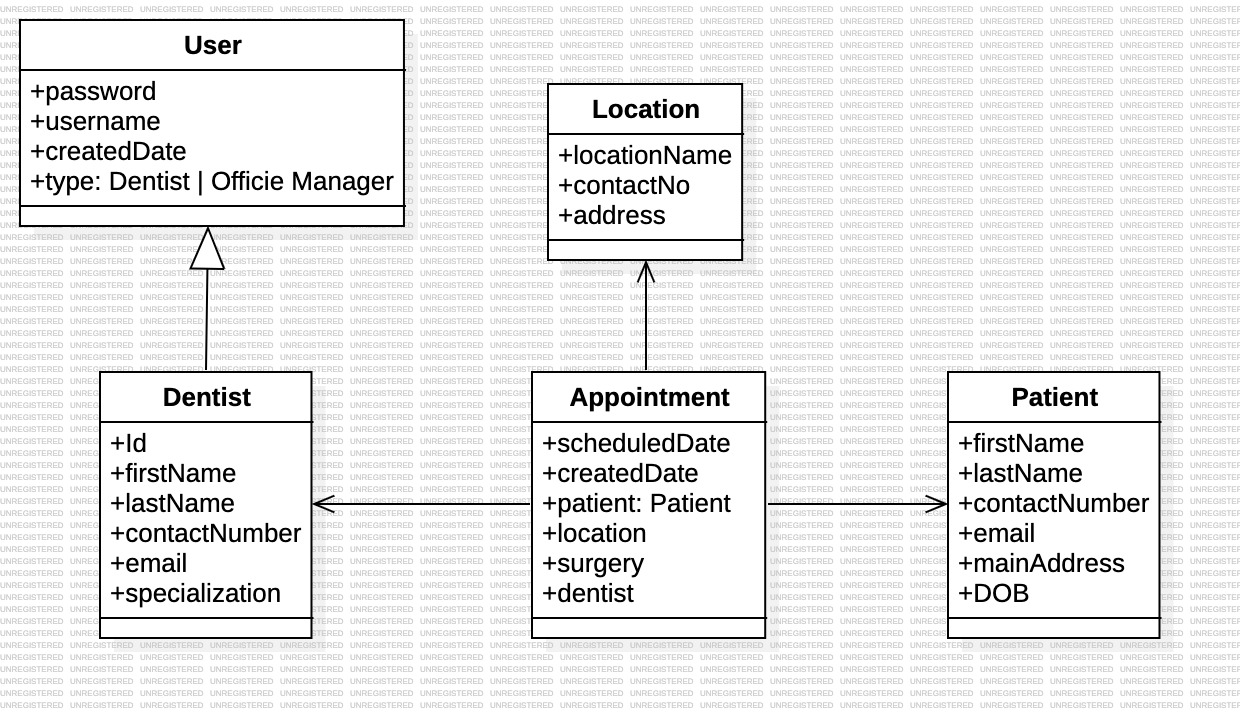 User
+password
+username
+createdDate
+type: Dentist | Officie Manager
Location
+locationName
+contactNo
+address
Dentist
+Id
+firstName
+lastName
+contactNumber
+email
+specialization
Appointment
+scheduledDate
+createdDate
+patient: Patient
+location
+surgery
+dentist
Patient
+firstName
+lastName
+contactNumber
+email
+mainAddress
+DOB
UNREGISTERED